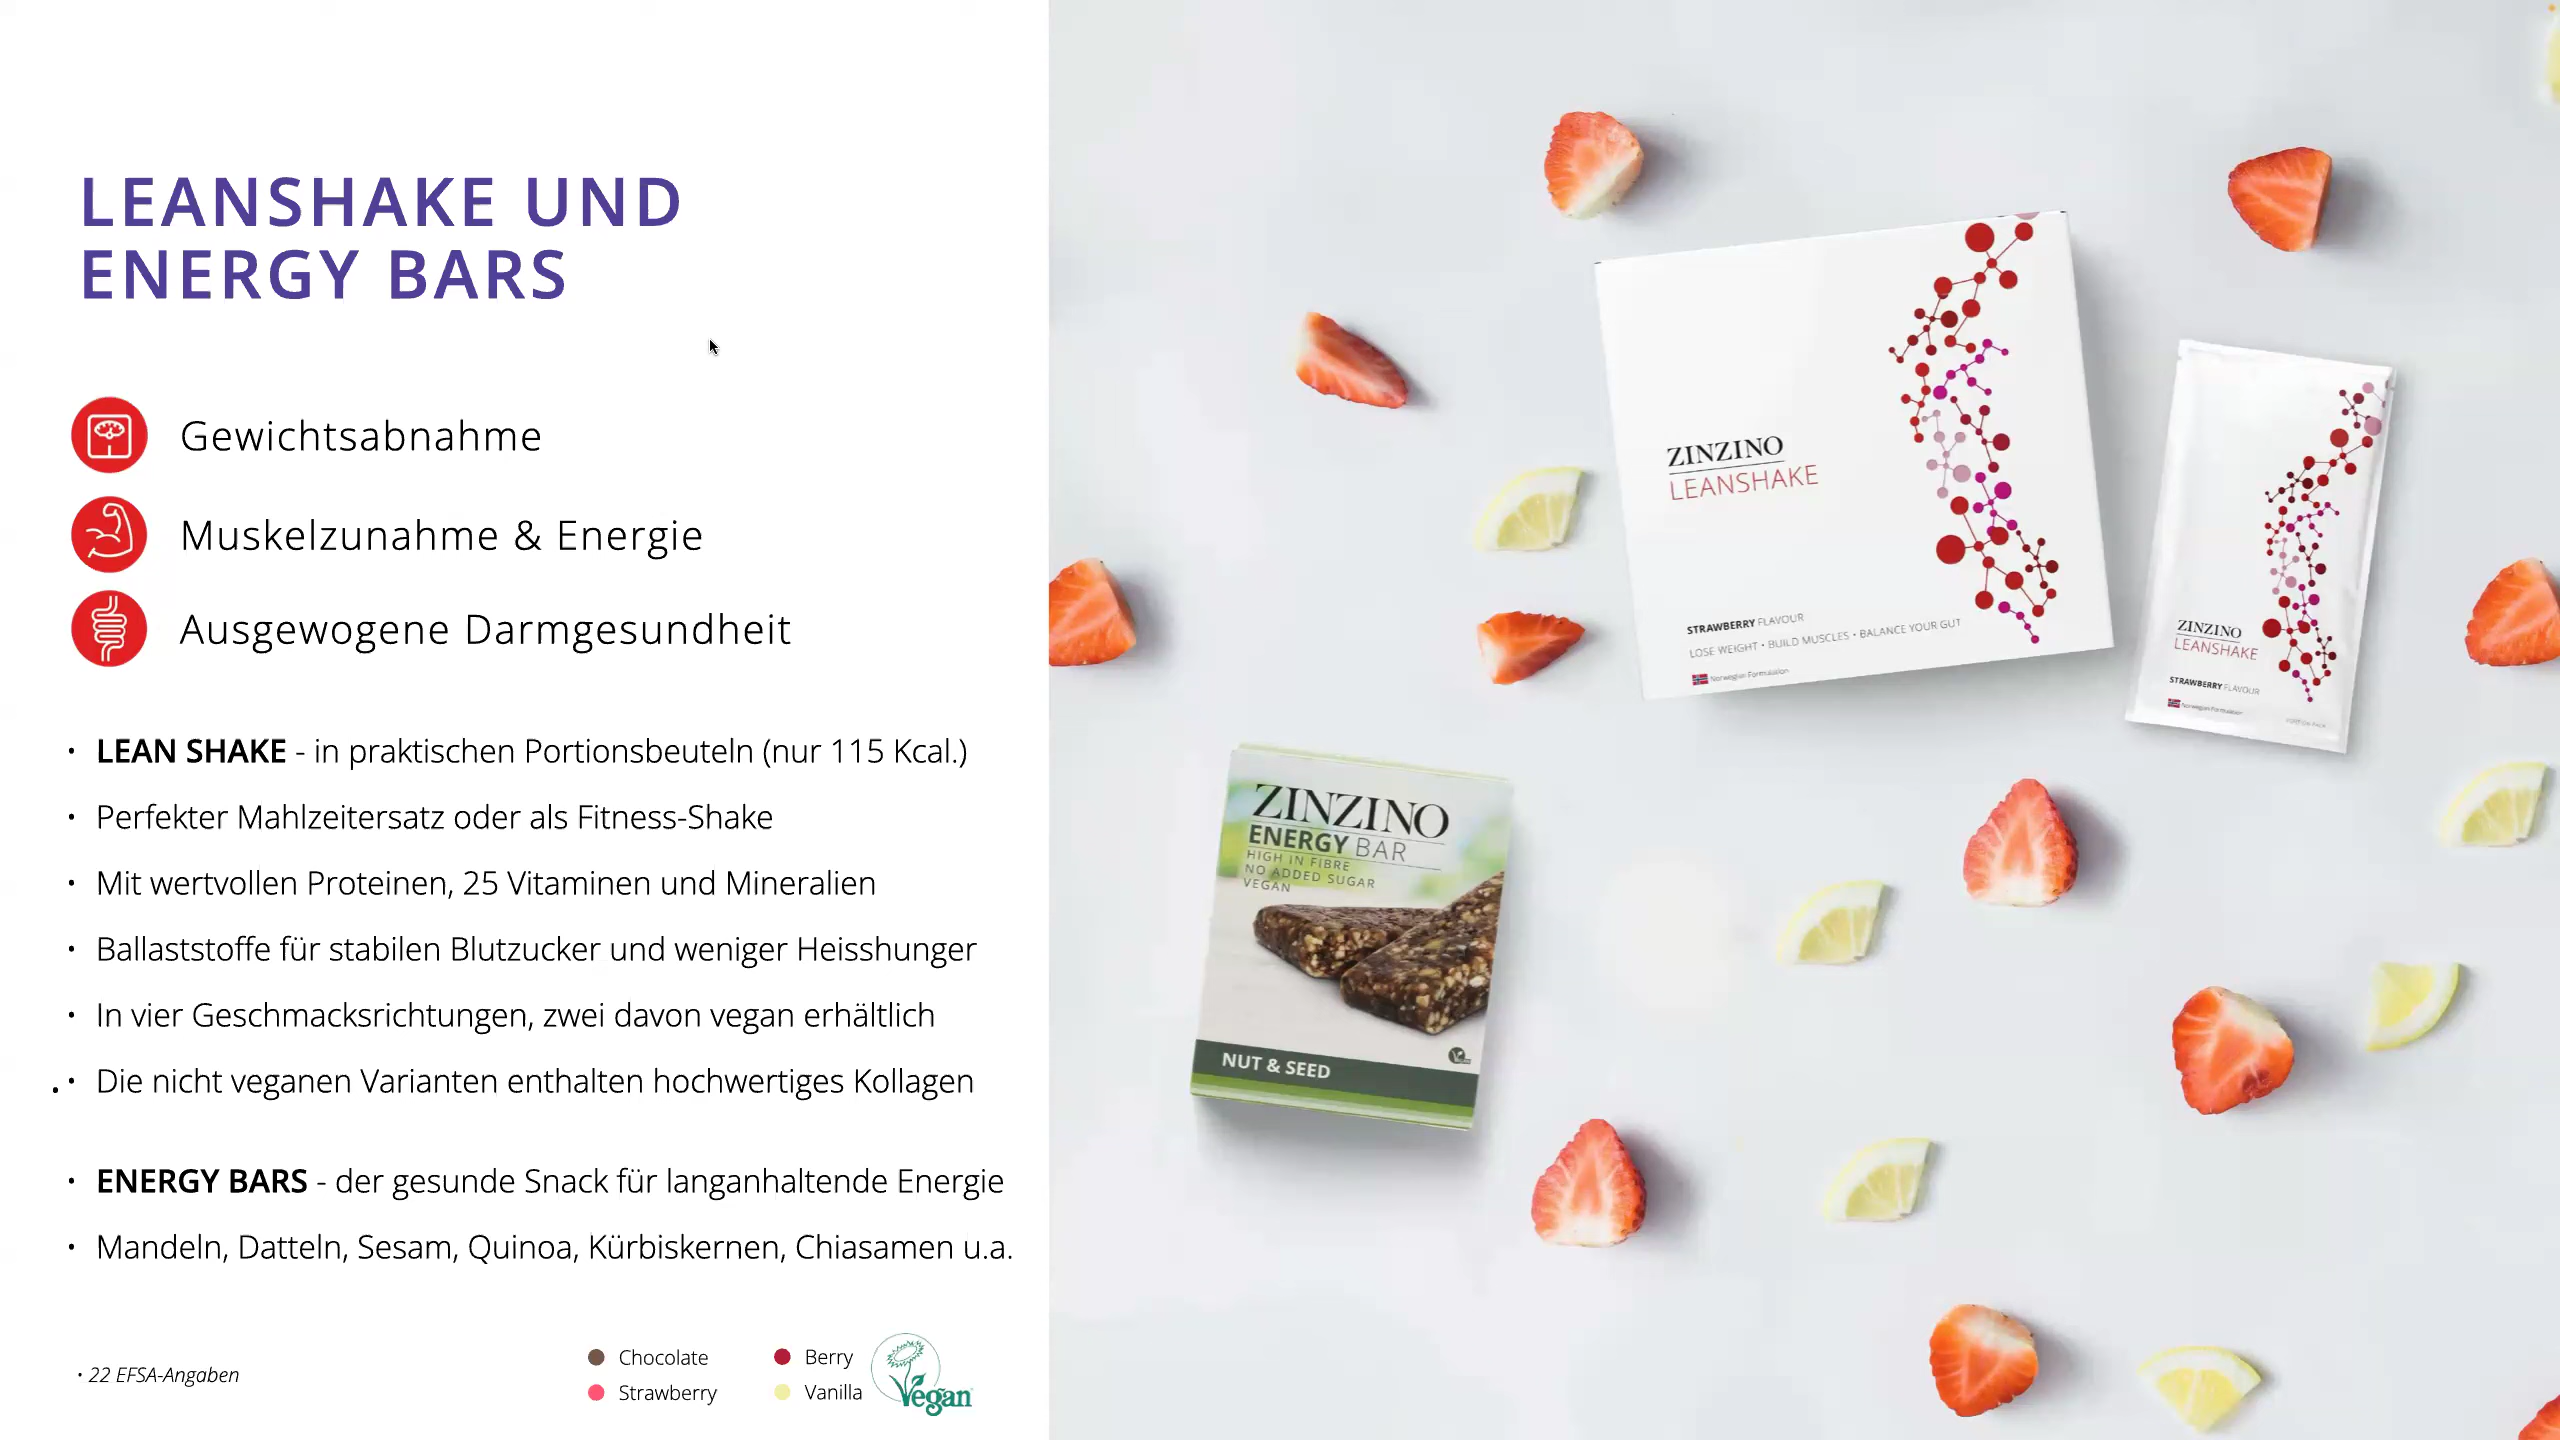 LEANSHAKE UND
ENERGY BARS
Gewichtsabnahme
Muskelzunahme & Energie
Ausgewogene Darmgesundheit
• LEAN SHAKE - in praktischen Portionsbeuteln (nur 115 Kcal.)
• Perfekter Mahlzeitersatz oder als Fitness-Shake
• Mit wertvollen Proteinen, 25 Vitaminen und Mineralien
• Ballaststoffe für stabilen Blutzucker und weniger Heisshunger
• In vier Geschmacksrichtungen, zwei davon vegan erhältlich
• Die nicht veganen Varianten enthalten hochwertiges Kollagen
• ENERGY BARS - der gesunde Snack für langanhaltende Energie
• Mandeln, Datteln, Sesam, Quinoa, Kürbiskernen, Chiasamen u.a.
• 22 EFSA-Angaben
Chocolate
Berry
Strawberry
Vanilla
Vegan
ZINZINO
LEANSHAKE
STRAWBERRY FLAVOUR
LOSE WEIGHT • BUILD MUSCLES • BALANCE YOUR GUT
Norwegian Formulation
ZINZINO
LEANSHAKE
STRAWBERRY FLAVOUR
Norwegian Formulation
ZINZINO
ENERGY BAR
HIGH IN FIBRE
NO ADDED SUGAR
VEGAN
NUT & SEED